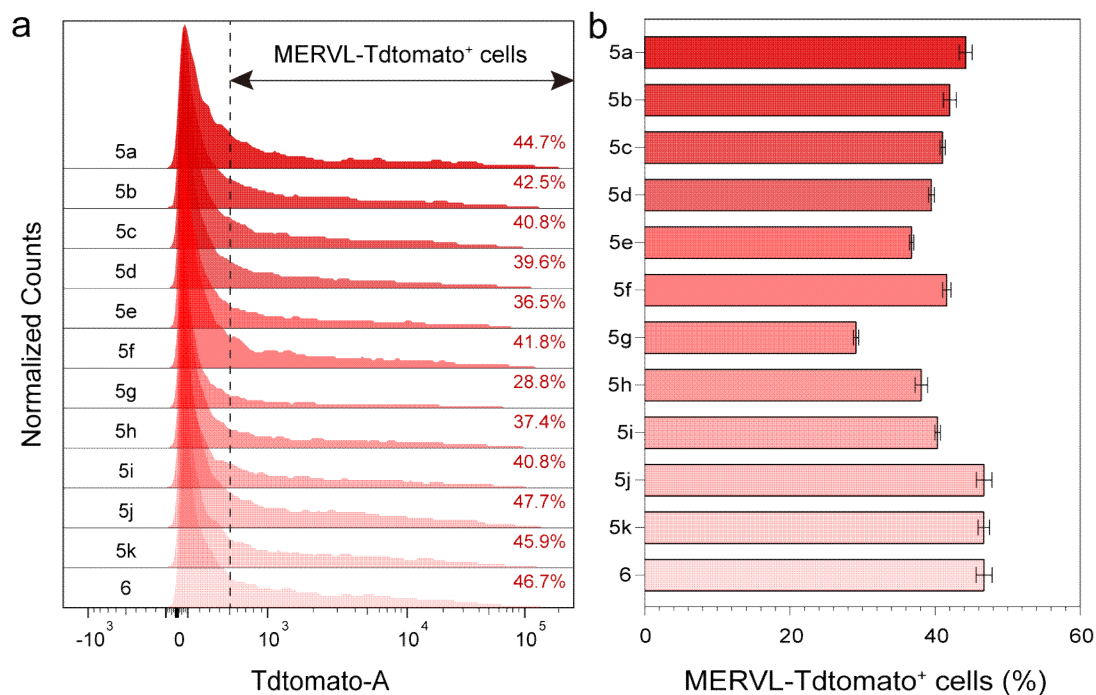 a
MERVL-Tdtomato⁺ cells
5a 44.7%
5b 42.5%
5c 40.8%
5d 39.6%
5e 36.5%
5f 41.8%
5g 28.8%
5h 37.4%
5i 40.8%
5j 47.7%
5k 45.9%
6 46.7%
Normalized Counts
-10³ 0 10³ 10⁴ 10⁵
Tdtomato-A
b
5a
5b
5c
5d
5e
5f
5g
5h
5i
5j
5k
6
0 20 40 60
MERVL-Tdtomato⁺ cells (%)